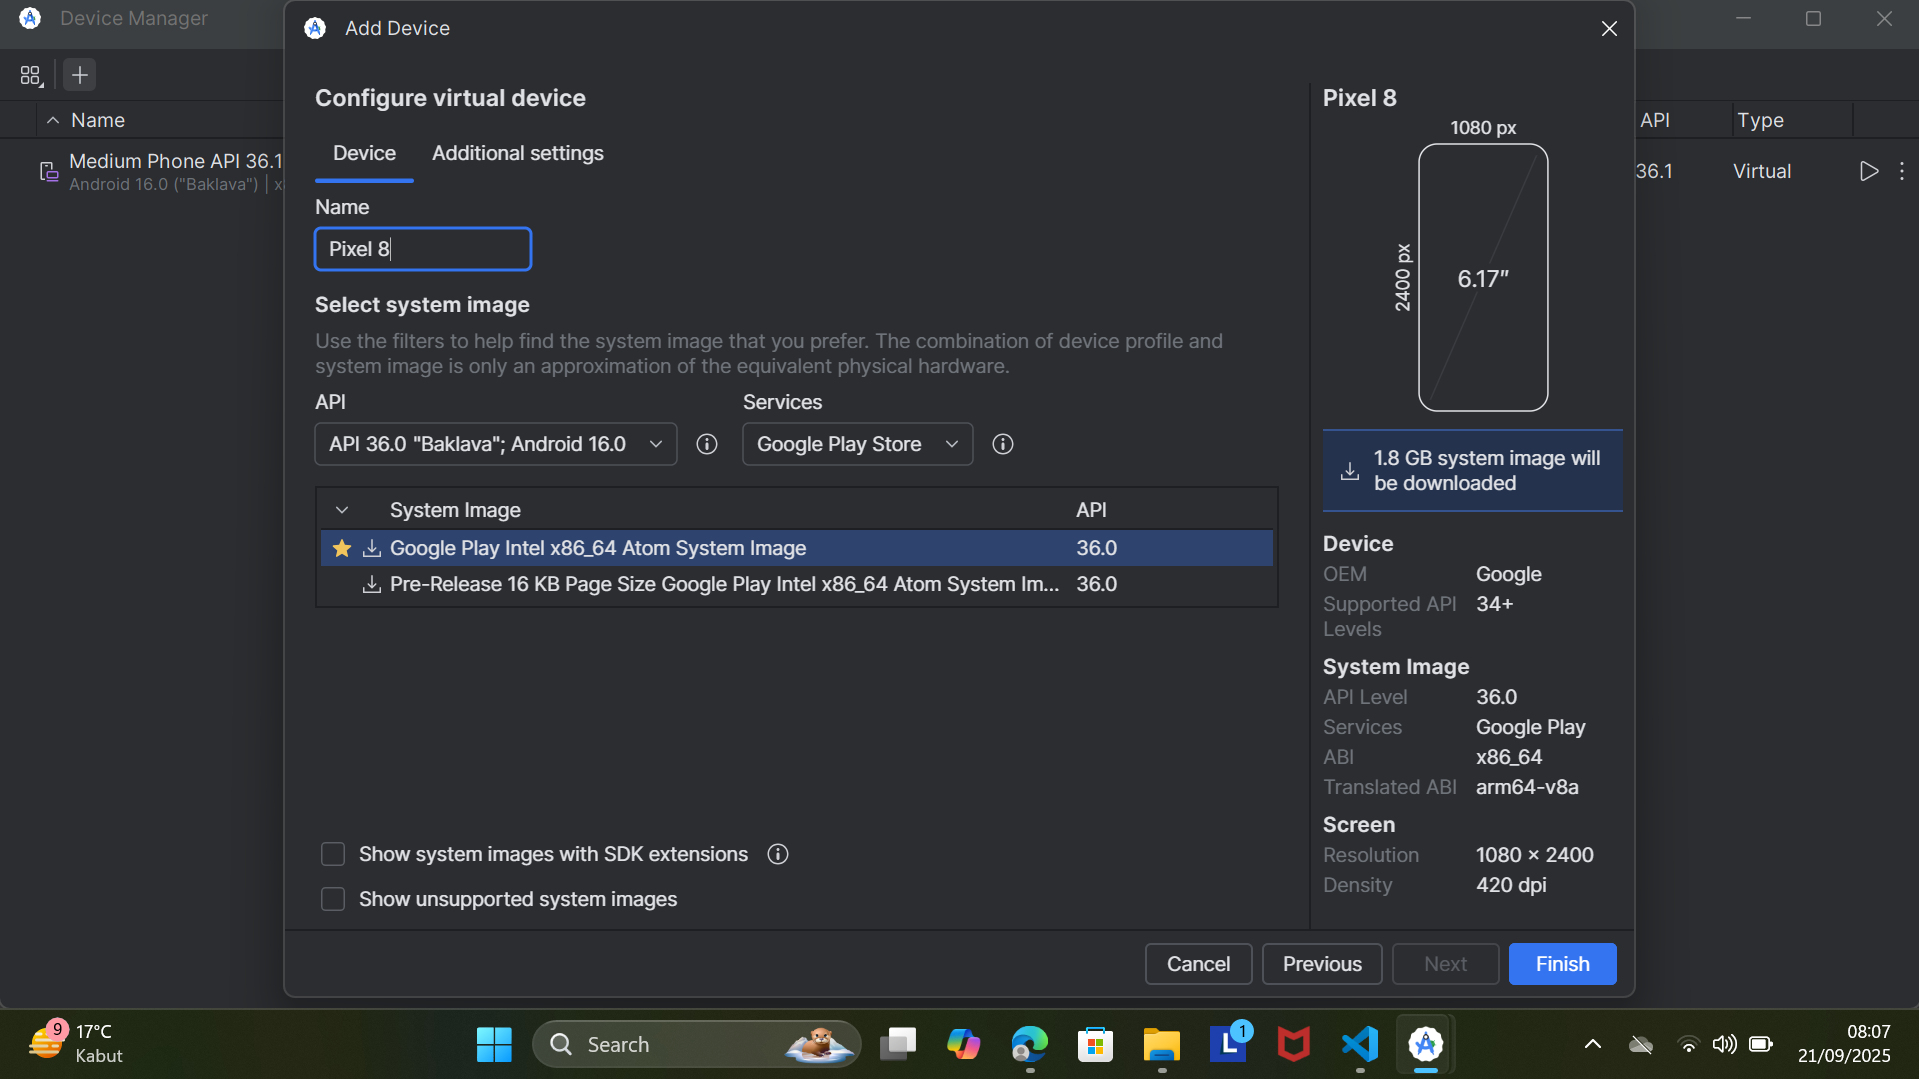 Device Manager
Add Device
Name
Medium Phone API 36.1
Android 16.0 ("Baklava") | x
API
Type
36.1
Virtual
Configure virtual device
Device
Additional settings
Name
Pixel 8
Select system image
Use the filters to help find the system image that you prefer. The combination of device profile and
system image is only an approximation of the equivalent physical hardware.
API
Services
API 36.0 "Baklava"; Android 16.0
Google Play Store
System Image
API
Google Play Intel x86_64 Atom System Image
36.0
Pre-Release 16 KB Page Size Google Play Intel x86_64 Atom System Im...
36.0
Show system images with SDK extensions
Show unsupported system images
Pixel 8
1080 px
2400 px
6.17″
1.8 GB system image will
be downloaded
Device
OEM
Google
Supported API
Levels
34+
System Image
API Level
36.0
Services
Google Play
ABI
x86_64
Translated ABI
arm64-v8a
Screen
Resolution
1080 × 2400
Density
420 dpi
Cancel
Previous
Next
Finish
9
17°C
Kabut
Search
L
1
08:07
21/09/2025